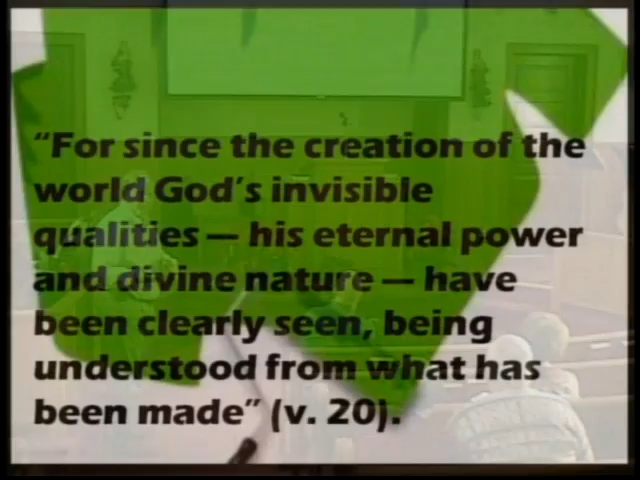 “For since the creation of the
world God’s invisible
qualities — his eternal power
and divine nature — have
been clearly seen, being
understood from what has
been made” (v. 20).